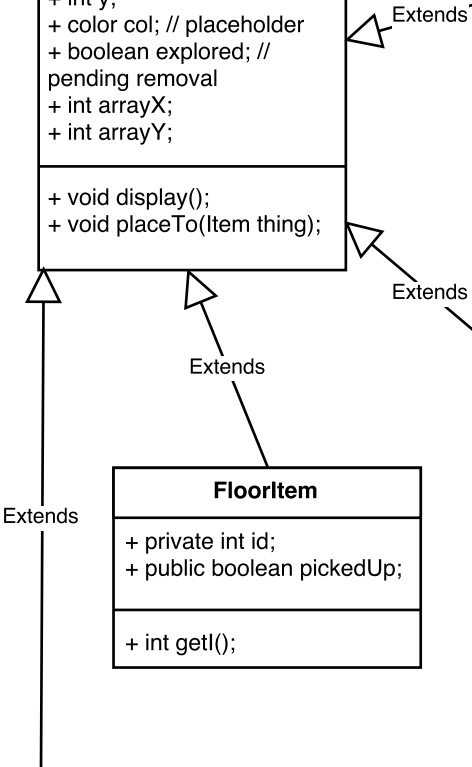 + int y;
Extends
+ color col; // placeholder
+ boolean explored; //
pending removal
+ int arrayX;
+ int arrayY;
+ void display();
+ void placeTo(Item thing);
Extends
Extends
FloorItem
Extends
+ private int id;
+ public boolean pickedUp;
+ int getI();